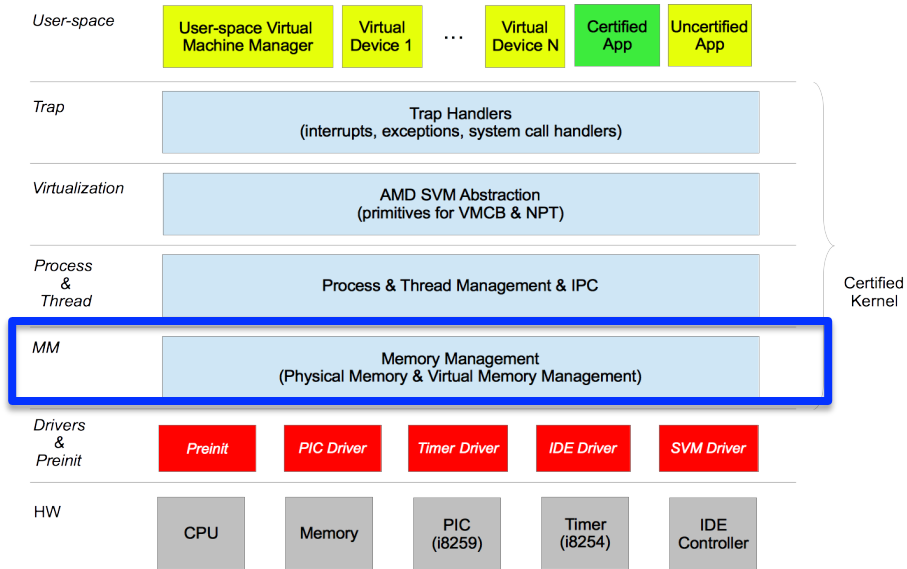 User-space
User-space Virtual
Machine Manager
Virtual
Device 1
...
Virtual
Device N
Certified
App
Uncertified
App
Trap
Trap Handlers
(interrupts, exceptions, system call handlers)
Virtualization
AMD SVM Abstraction
(primitives for VMCB & NPT)
Process
&
Thread
Process & Thread Management & IPC
Certified
Kernel
MM
Memory Management
(Physical Memory & Virtual Memory Management)
Drivers
&
Preinit
Preinit
PIC Driver
Timer Driver
IDE Driver
SVM Driver
HW
CPU
Memory
PIC
(i8259)
Timer
(i8254)
IDE
Controller